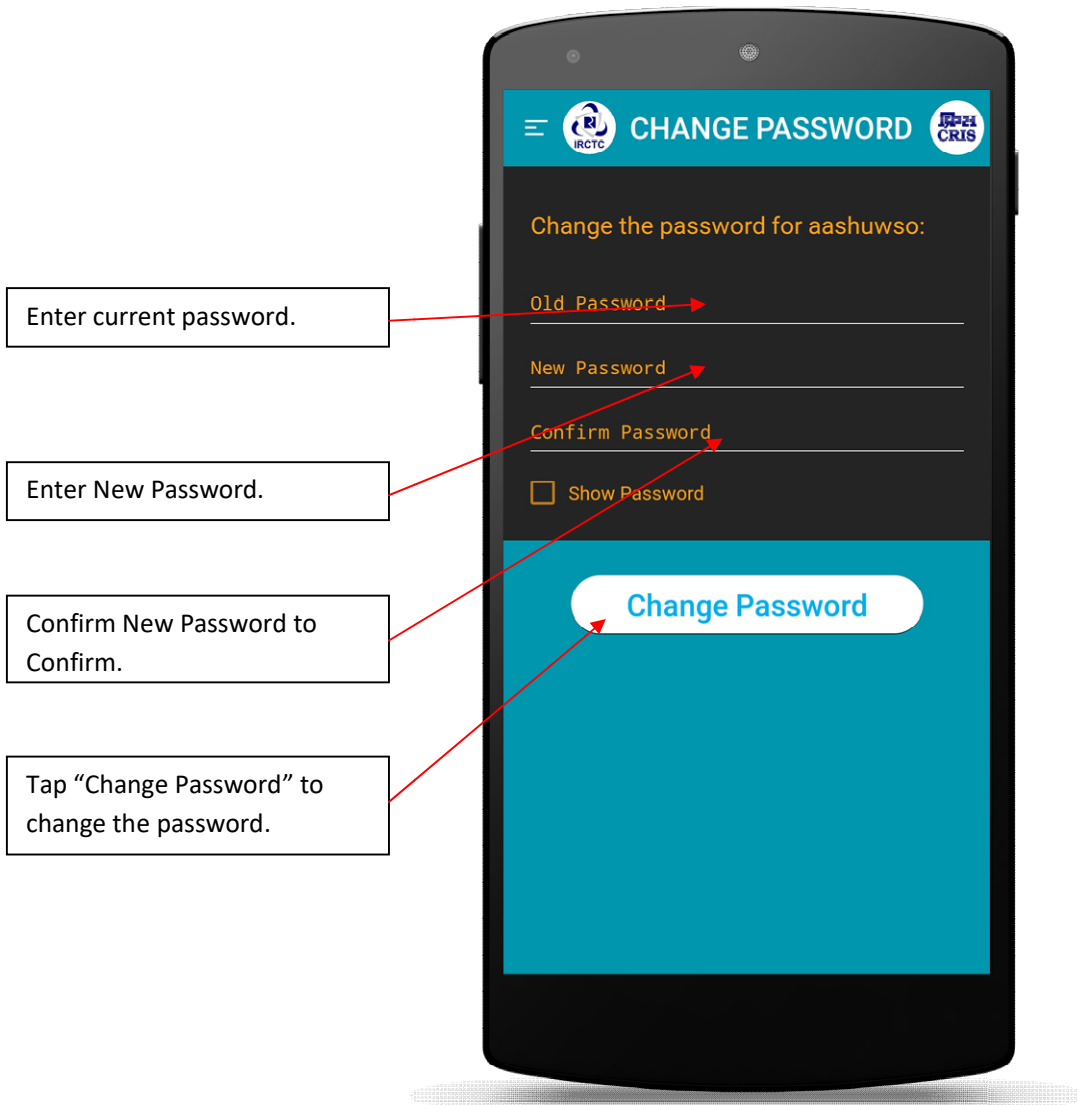 IRCTC
CHANGE PASSWORD
क्रिस
CRIS
Change the password for aashuwso:
Old Password
New Password
Confirm Password
Show Password
Change Password
Enter current password.
Enter New Password.
Confirm New Password to
Confirm.
Tap “Change Password” to
change the password.